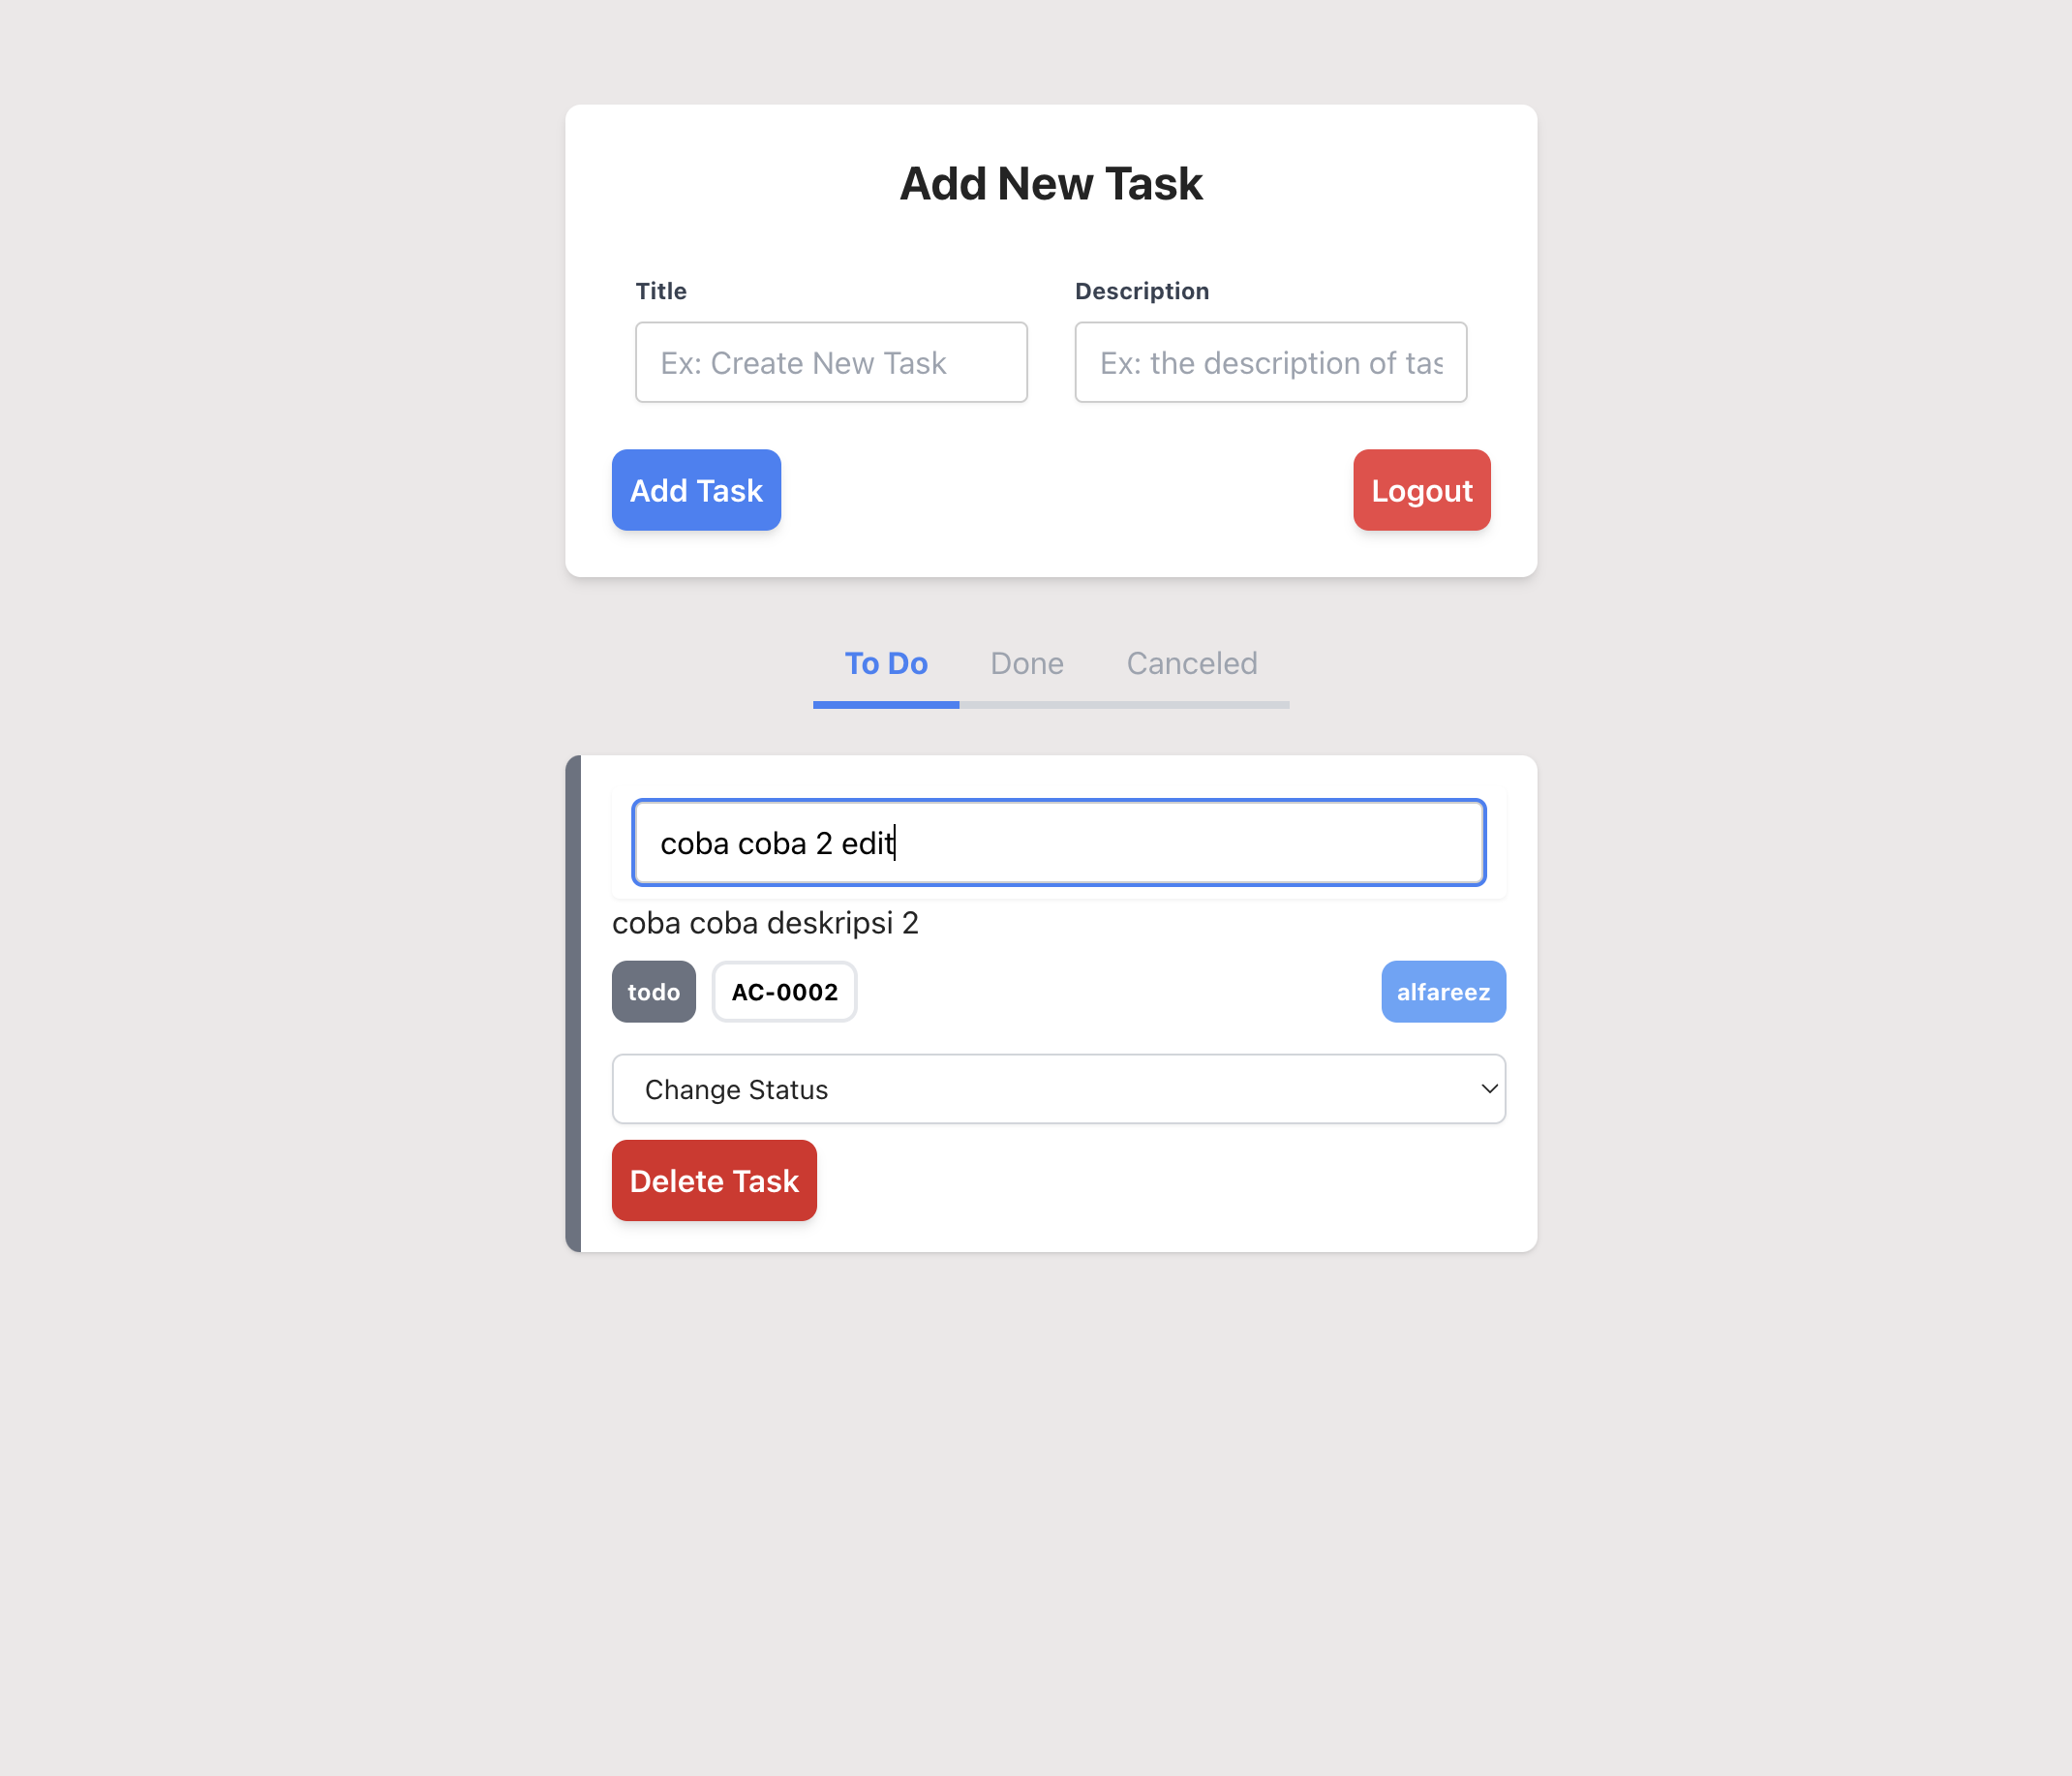 Add New Task
Title Description
Ex: Create New Task Ex: the description of tas
Add Task Logout
To Do Done Canceled
coba coba 2 edit
coba coba deskripsi 2
todo AC-0002 alfareez
Change Status
Delete Task